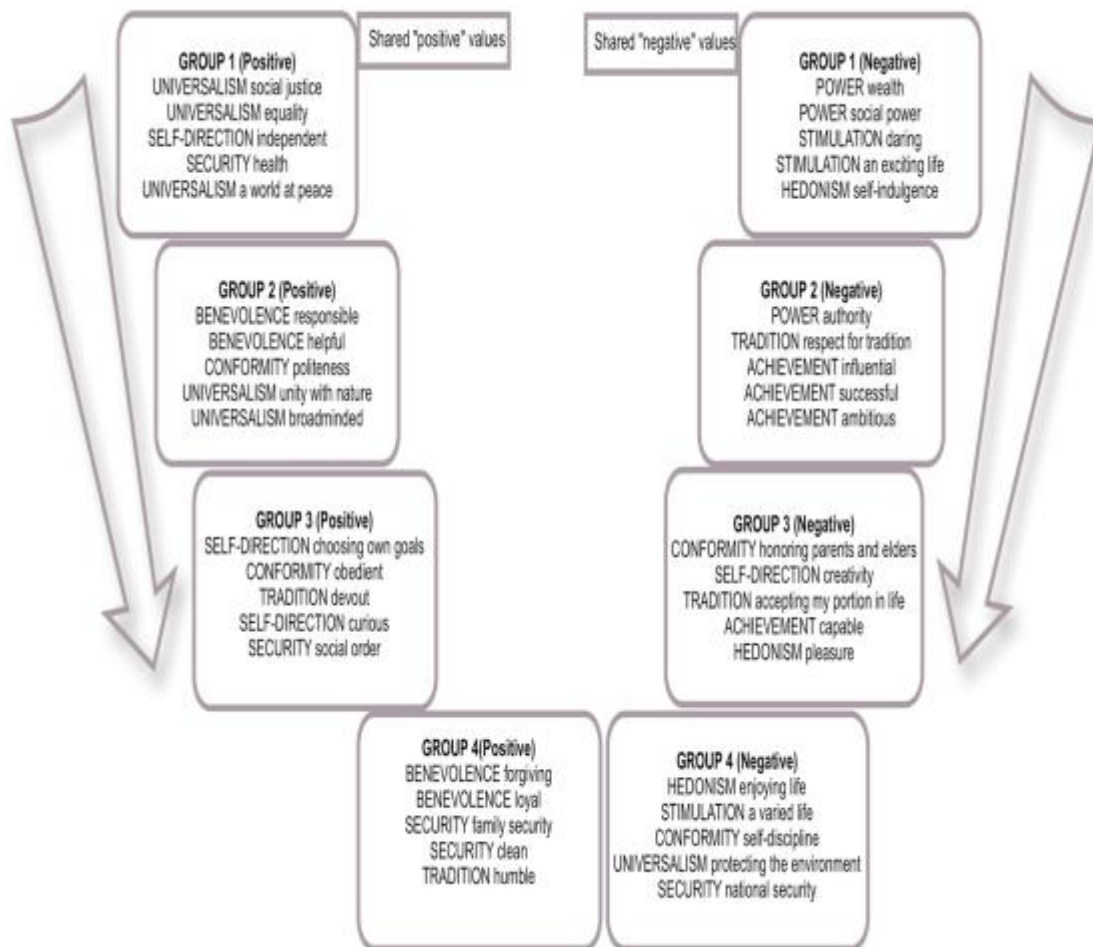 Shared "positive" values
GROUP 1 (Positive)
UNIVERSALISM social justice
UNIVERSALISM equality
SELF-DIRECTION independent
SECURITY health
UNIVERSALISM a world at peace
GROUP 2 (Positive)
BENEVOLENCE responsible
BENEVOLENCE helpful
CONFORMITY politeness
UNIVERSALISM unity with nature
UNIVERSALISM broadminded
GROUP 3 (Positive)
SELF-DIRECTION choosing own goals
CONFORMITY obedient
TRADITION devout
SELF-DIRECTION curious
SECURITY social order
GROUP 4(Positive)
BENEVOLENCE forgiving
BENEVOLENCE loyal
SECURITY family security
SECURITY clean
TRADITION humble
Shared "negative" values
GROUP 1 (Negative)
POWER wealth
POWER social power
STIMULATION daring
STIMULATION an exciting life
HEDONISM self-indulgence
GROUP 2 (Negative)
POWER authority
TRADITION respect for tradition
ACHIEVEMENT influential
ACHIEVEMENT successful
ACHIEVEMENT ambitious
GROUP 3 (Negative)
CONFORMITY honoring parents and elders
SELF-DIRECTION creativity
TRADITION accepting my portion in life
ACHIEVEMENT capable
HEDONISM pleasure
GROUP 4 (Negative)
HEDONISM enjoying life
STIMULATION a varied life
CONFORMITY self-discipline
UNIVERSALISM protecting the environment
SECURITY national security